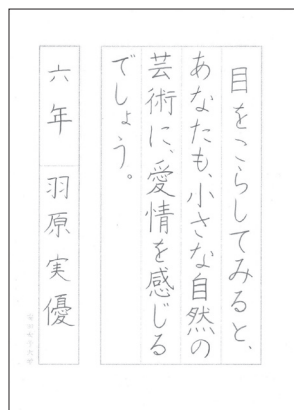 目をこらしてみると、
あなたも、小さな自然の
芸術に、愛情を感じる
でしょう。
六年 羽原実優